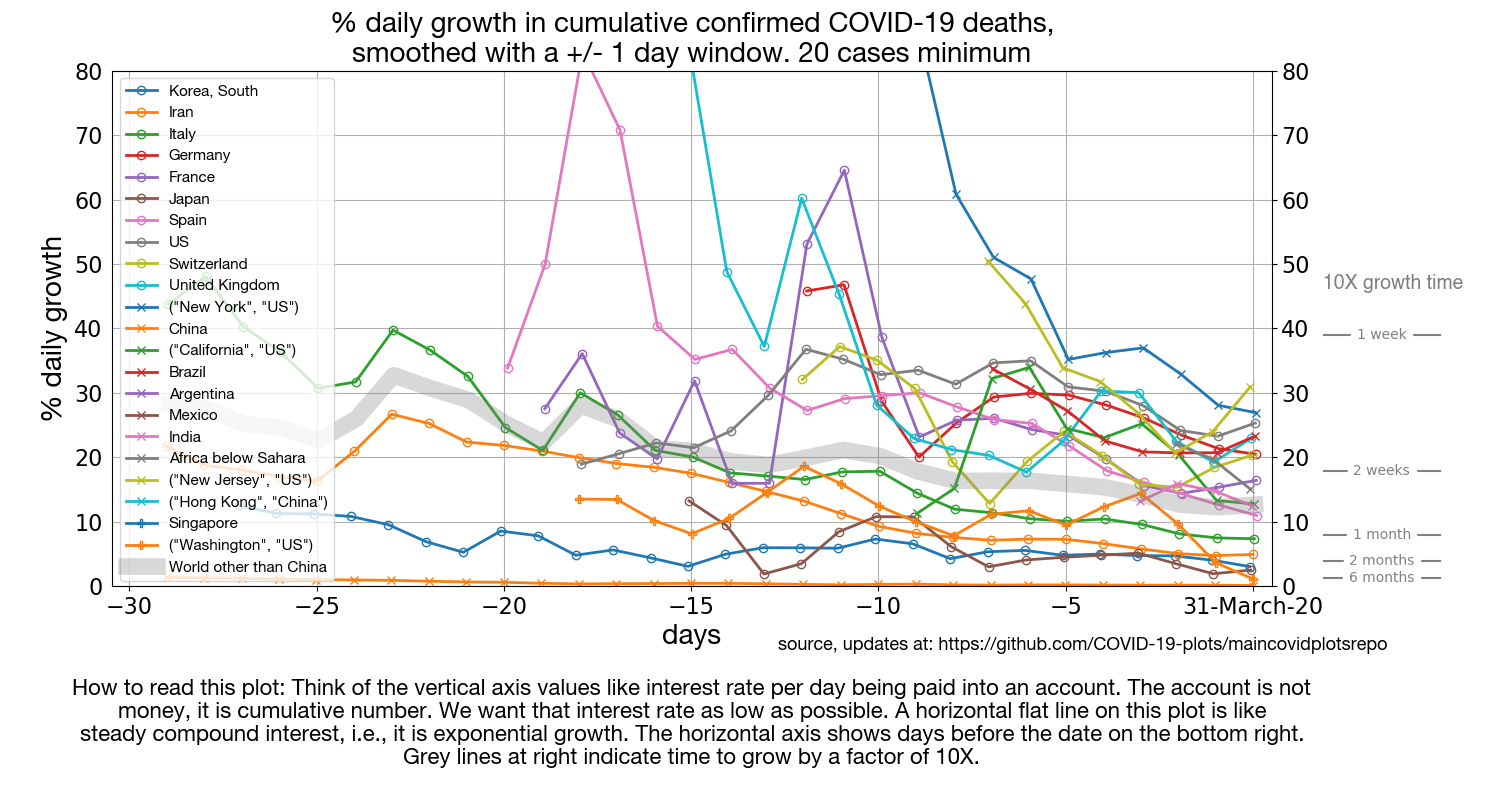 % daily growth in cumulative confirmed COVID-19 deaths,
smoothed with a +/- 1 day window. 20 cases minimum
80
70
60
50
40
30
20
10
0
% daily growth
Korea, South
Iran
Italy
Germany
France
Japan
Spain
US
Switzerland
United Kingdom
("New York", "US")
China
("California", "US")
Brazil
Argentina
Mexico
India
Africa below Sahara
("New Jersey", "US")
("Hong Kong", "China")
Singapore
("Washington", "US")
World other than China
80
70
60
50
40
30
20
10
0
10X growth time
1 week
2 weeks
1 month
2 months
6 months
−30
−25
−20
−15
−10
−5
31-March-20
days
source, updates at: https://github.com/COVID-19-plots/maincovidplotsrepo
How to read this plot: Think of the vertical axis values like interest rate per day being paid into an account. The account is not
money, it is cumulative number. We want that interest rate as low as possible. A horizontal flat line on this plot is like
steady compound interest, i.e., it is exponential growth. The horizontal axis shows days before the date on the bottom right.
Grey lines at right indicate time to grow by a factor of 10X.